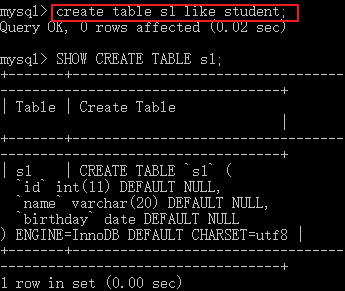 mysql> create table s1 like student;
Query OK, 0 rows affected (0.02 sec)
mysql> SHOW CREATE TABLE s1;
+-------+------------------------------
------------------------------------+
| Table | Create Table
                                    |
+-------+------------------------------
------------------------------------+
| s1    | CREATE TABLE `s1` (
  `id` int(11) DEFAULT NULL,
  `name` varchar(20) DEFAULT NULL,
  `birthday` date DEFAULT NULL
) ENGINE=InnoDB DEFAULT CHARSET=utf8 |
+-------+------------------------------
------------------------------------+
1 row in set (0.00 sec)